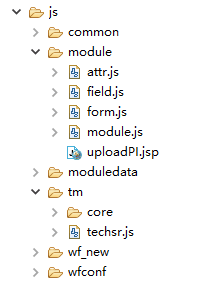 js
common
module
attr.js
field.js
form.js
module.js
uploadPI.jsp
moduledata
tm
core
techsr.js
wf_new
wfconf